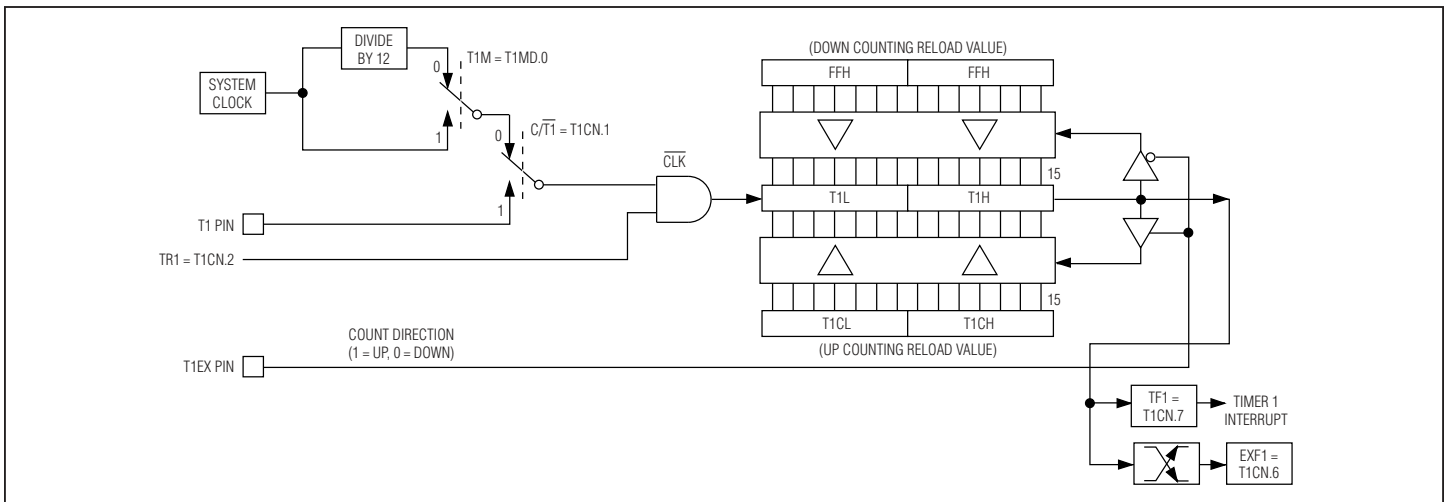 DIVIDE
BY 12
SYSTEM
CLOCK
0
1
T1M = T1MD.0
0
1
C/T̅1̅ = T1CN.1
T1 PIN
TR1 = T1CN.2
C̅L̅K̅
(DOWN COUNTING RELOAD VALUE)
FFH FFH
15
T1L T1H
15
T1CL T1CH
(UP COUNTING RELOAD VALUE)
COUNT DIRECTION
(1 = UP, 0 = DOWN)
T1EX PIN
TF1 =
T1CN.7
TIMER 1
INTERRUPT
EXF1 =
T1CN.6